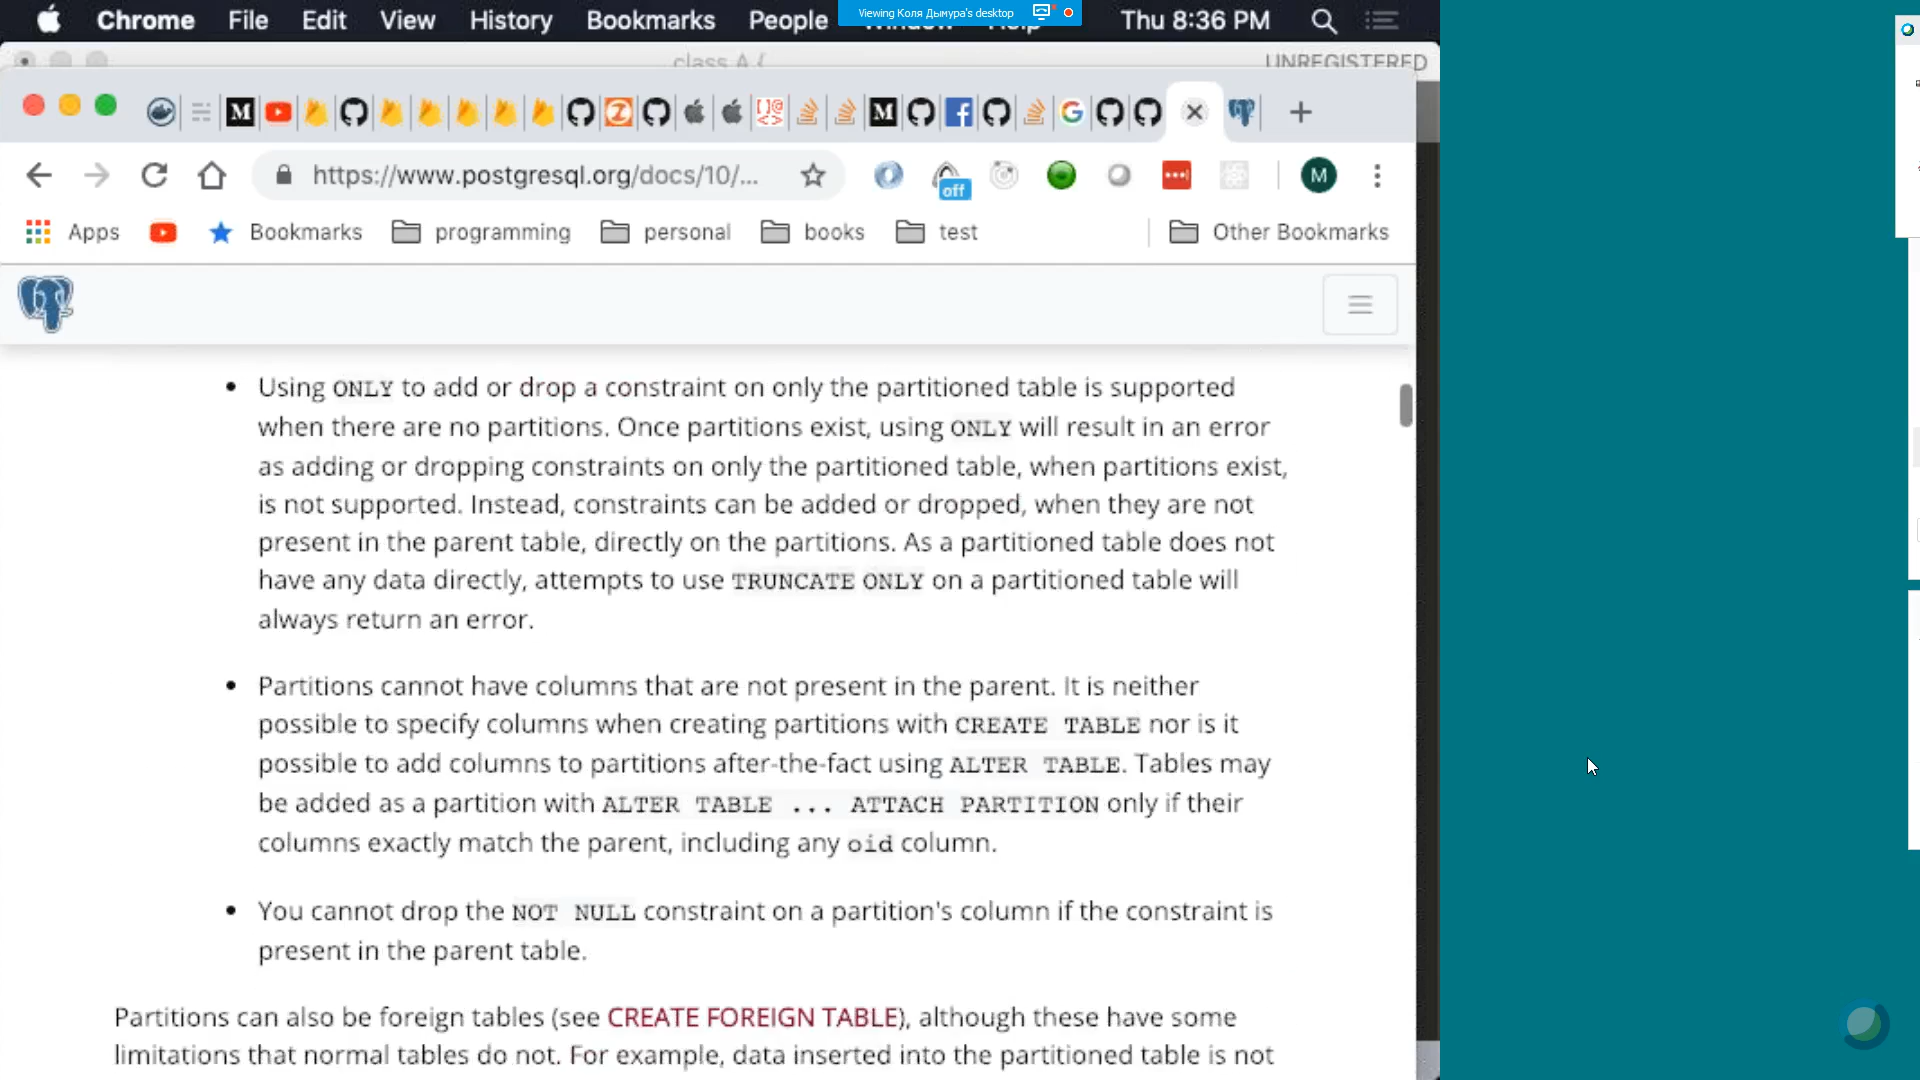 Chrome File Edit View History Bookmarks People Viewing Коля Дымура's desktop Thu 8:36 PM
class A { UNREGISTERED
https://www.postgresql.org/docs/10/...
off
M
Apps Bookmarks programming personal books test Other Bookmarks
Using ONLY to add or drop a constraint on only the partitioned table is supported
when there are no partitions. Once partitions exist, using ONLY will result in an error
as adding or dropping constraints on only the partitioned table, when partitions exist,
is not supported. Instead, constraints can be added or dropped, when they are not
present in the parent table, directly on the partitions. As a partitioned table does not
have any data directly, attempts to use TRUNCATE ONLY on a partitioned table will
always return an error.
Partitions cannot have columns that are not present in the parent. It is neither
possible to specify columns when creating partitions with CREATE TABLE nor is it
possible to add columns to partitions after-the-fact using ALTER TABLE. Tables may
be added as a partition with ALTER TABLE ... ATTACH PARTITION only if their
columns exactly match the parent, including any oid column.
You cannot drop the NOT NULL constraint on a partition's column if the constraint is
present in the parent table.
Partitions can also be foreign tables (see CREATE FOREIGN TABLE), although these have some
limitations that normal tables do not. For example, data inserted into the partitioned table is not